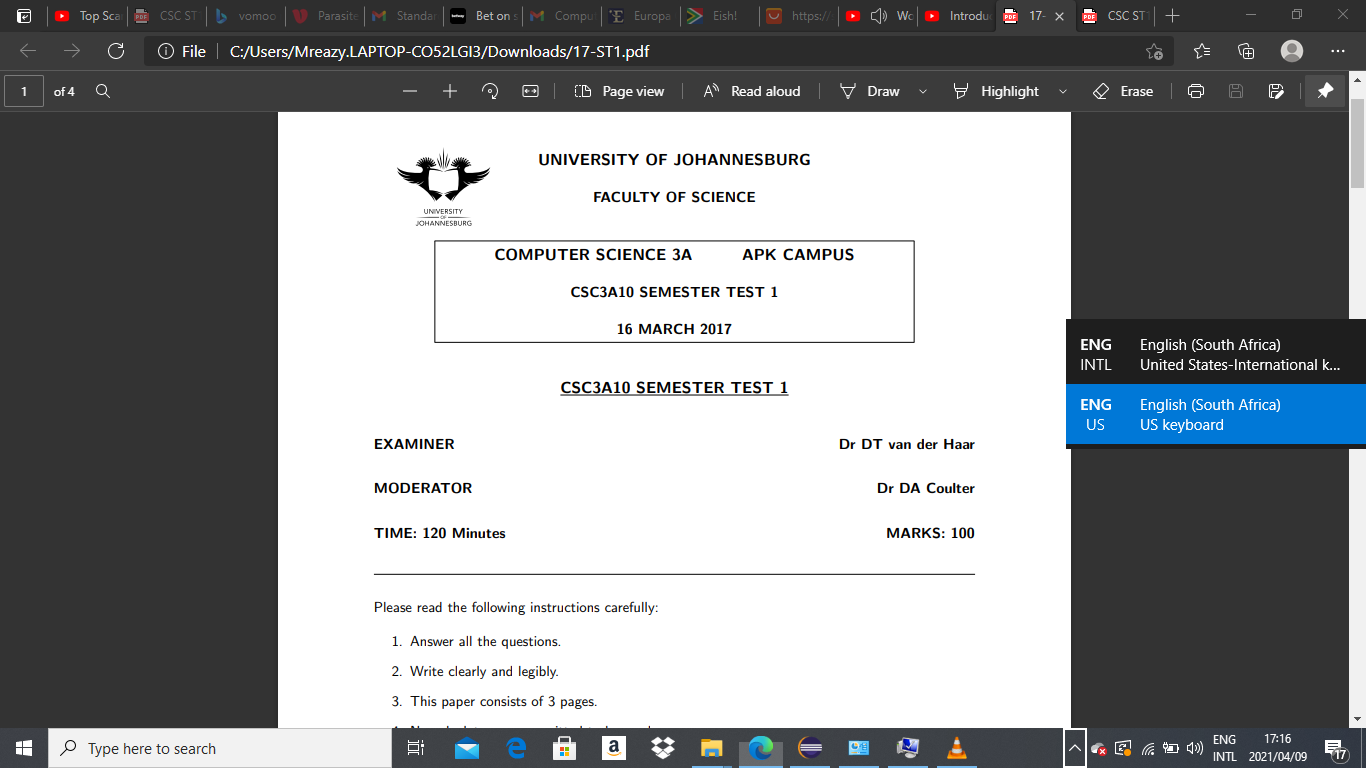 Top Sca
CSC ST
vomoo
Parasite
Standar
betway
Bet on s
Compu
Europa
Eish!
https://
Wo
Introdu
17-
CSC ST
File
C:/Users/Mreazy.LAPTOP-CO52LGI3/Downloads/17-ST1.pdf
1 of 4
Page view
Read aloud
Draw
Highlight
Erase
UNIVERSITY OF JOHANNESBURG
FACULTY OF SCIENCE
UNIVERSITY
OF
JOHANNESBURG
COMPUTER SCIENCE 3A APK CAMPUS
CSC3A10 SEMESTER TEST 1
16 MARCH 2017
CSC3A10 SEMESTER TEST 1
EXAMINER Dr DT van der Haar
MODERATOR Dr DA Coulter
TIME: 120 Minutes MARKS: 100
Please read the following instructions carefully:
1. Answer all the questions.
2. Write clearly and legibly.
3. This paper consists of 3 pages.
ENG English (South Africa)
INTL United States-International k...
ENG English (South Africa)
US US keyboard
Type here to search
ENG
INTL
17:16
2021/04/09
17